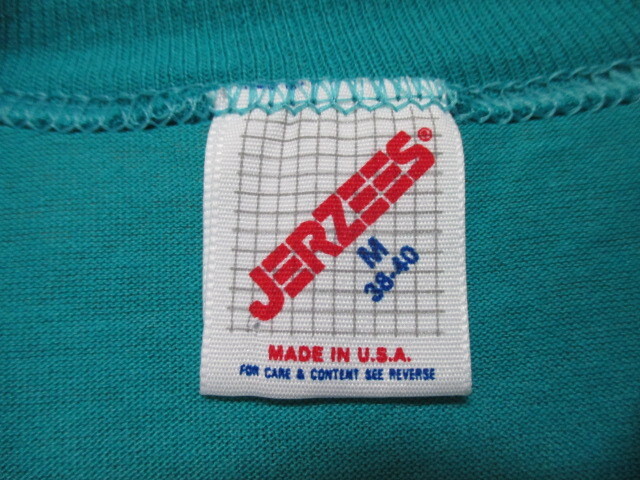 JERZEES®
M
38-40
MADE IN U.S.A.
FOR CARE & CONTENT SEE REVERSE